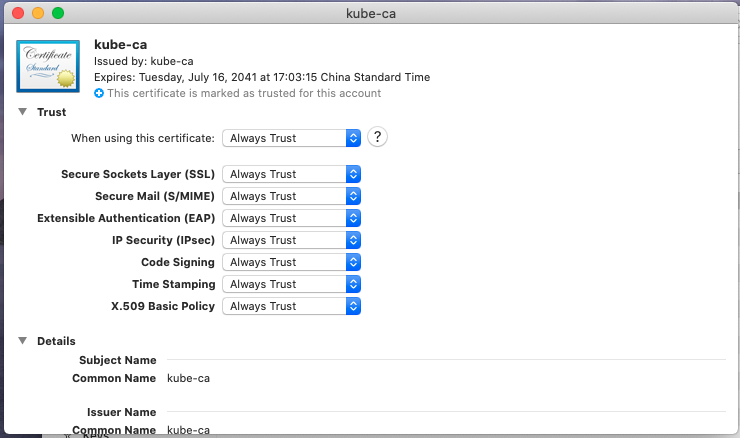 kube-ca
Certificate
Standard
kube-ca
Issued by: kube-ca
Expires: Tuesday, July 16, 2041 at 17:03:15 China Standard Time
This certificate is marked as trusted for this account
Trust
When using this certificate: Always Trust ?
Secure Sockets Layer (SSL) Always Trust
Secure Mail (S/MIME) Always Trust
Extensible Authentication (EAP) Always Trust
IP Security (IPsec) Always Trust
Code Signing Always Trust
Time Stamping Always Trust
X.509 Basic Policy Always Trust
Details
Subject Name
Common Name kube-ca
Issuer Name
Common Name kube-ca
Keys